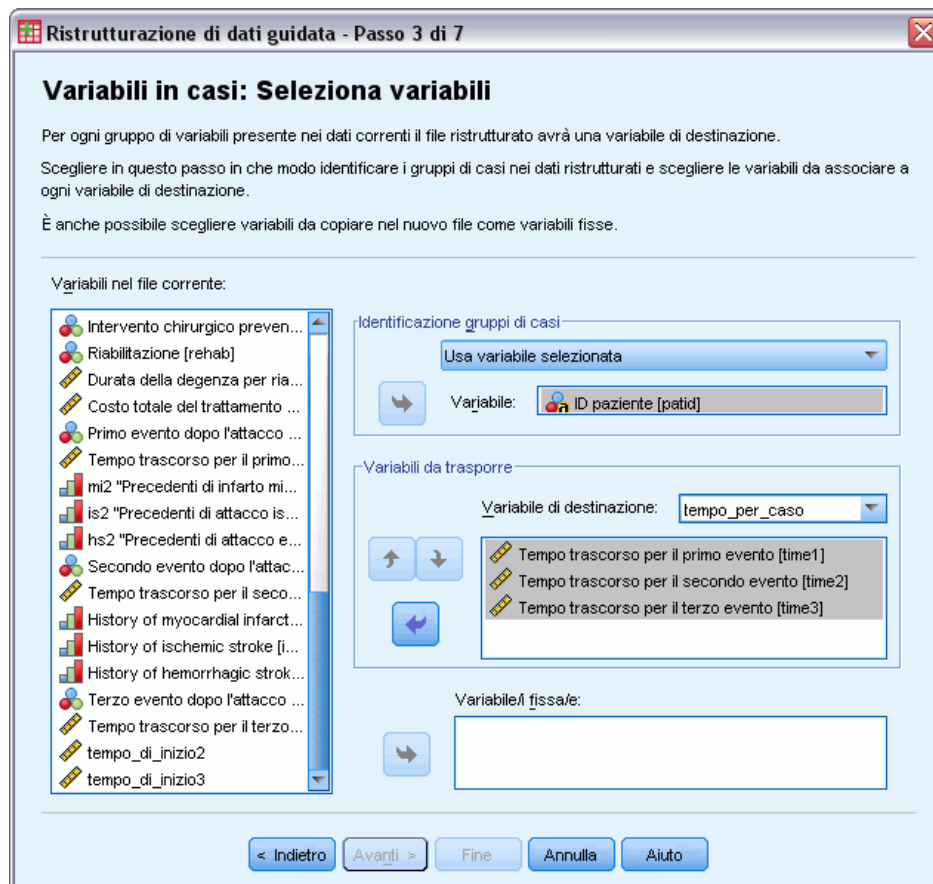 Ristrutturazione di dati guidata - Passo 3 di 7
Variabili in casi: Seleziona variabili
Per ogni gruppo di variabili presente nei dati correnti il file ristrutturato avrà una variabile di destinazione.
Scegliere in questo passo in che modo identificare i gruppi di casi nei dati ristrutturati e scegliere le variabili da associare a
ogni variabile di destinazione.
È anche possibile scegliere variabili da copiare nel nuovo file come variabili fisse.
Variabili nel file corrente:
Intervento chirurgico preven...
Riabilitazione [rehab]
Durata della degenza per ria...
Costo totale del trattamento ...
Primo evento dopo l'attacco ...
Tempo trascorso per il primo...
mi2 "Precedenti di infarto mi...
is2 "Precedenti di attacco is...
hs2 "Precedenti di attacco e...
Secondo evento dopo l'attac...
Tempo trascorso per il seco...
History of myocardial infarct...
History of ischemic stroke [i...
History of hemorrhagic strok...
Terzo evento dopo l'attacco ...
Tempo trascorso per il terzo...
tempo_di_inizio2
tempo_di_inizio3
Identificazione gruppi di casi
Usa variabile selezionata
Variabile:
ID paziente [patid]
Variabili da trasporre
Variabile di destinazione:
tempo_per_caso
Tempo trascorso per il primo evento [time1]
Tempo trascorso per il secondo evento [time2]
Tempo trascorso per il terzo evento [time3]
Variabile/i fissa/e:
< Indietro
Avanti >
Fine
Annulla
Aiuto